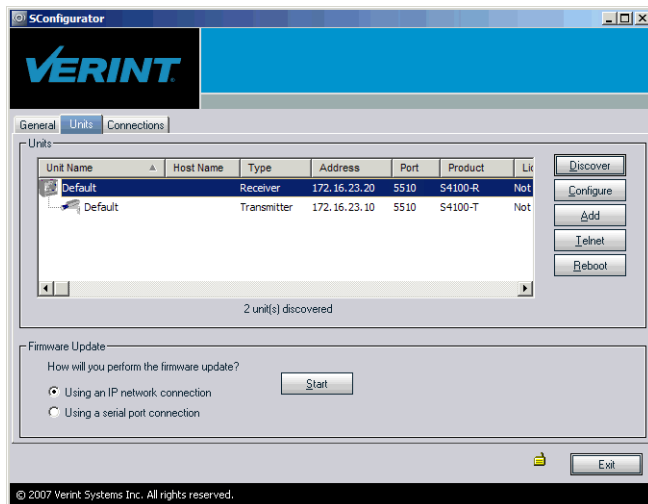 SConfigurator
VERINT.
General Units Connections
Units
Unit Name Host Name Type Address Port Product Lic
Default Receiver 172.16.23.20 5510 S4100-R Not
Default Transmitter 172.16.23.10 5510 S4100-T Not
Discover
Configure
Add
Telnet
Reboot
2 unit(s) discovered
Firmware Update
How will you perform the firmware update?
Using an IP network connection
Using a serial port connection
Start
Exit
© 2007 Verint Systems Inc. All rights reserved.